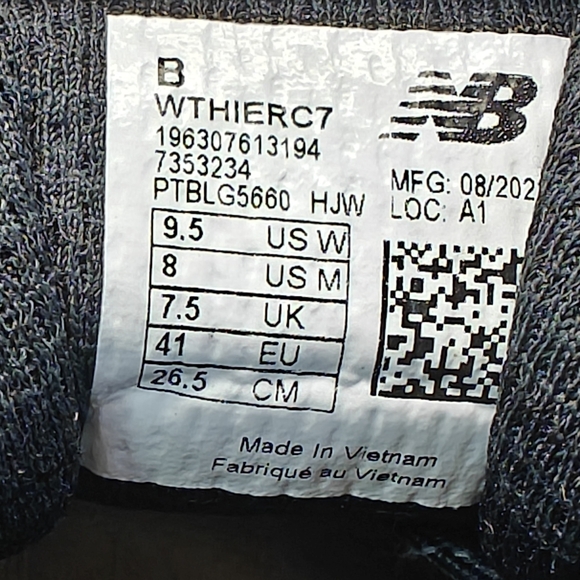 B
WTHIERC7
196307613194
7353234
PTBLG5660 HJW
NB
MFG: 08/202
LOC: A1
9.5 US W
8 US M
7.5 UK
41 EU
26.5 CM
Made In Vietnam
Fabriqué au Vietnam